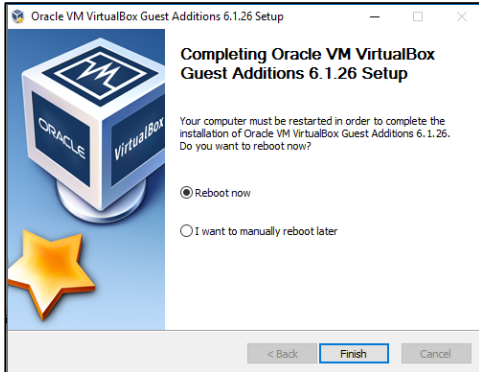 Oracle VM VirtualBox Guest Additions 6.1.26 Setup
Completing Oracle VM VirtualBox
Guest Additions 6.1.26 Setup
Your computer must be restarted in order to complete the
installation of Oracle VM VirtualBox Guest Additions 6.1.26.
Do you want to reboot now?
ORACLE
VirtualBox
Reboot now
I want to manually reboot later
< Back
Finish
Cancel